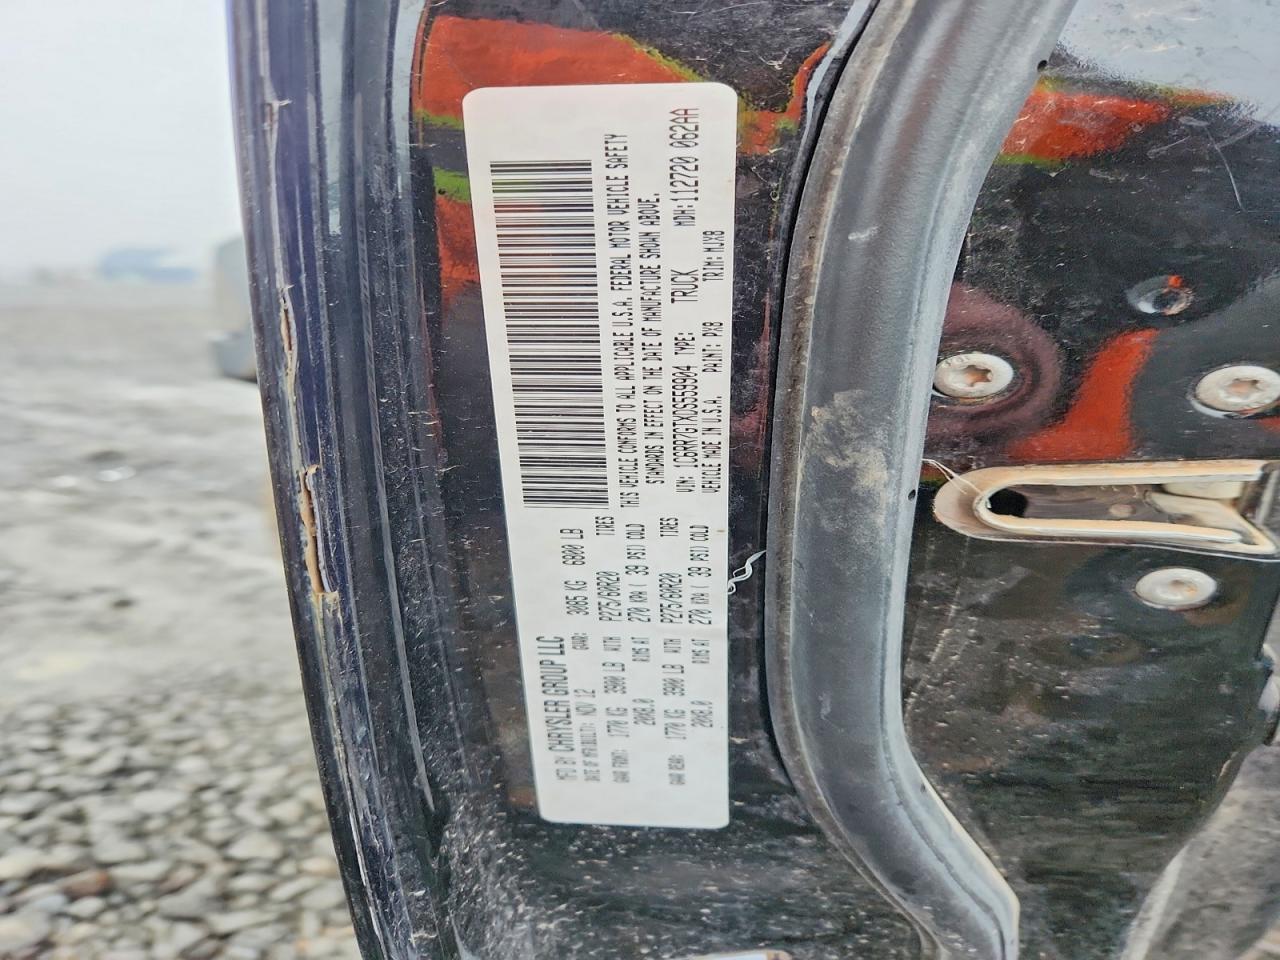 MFD BY CHRYSLER GROUP LLC
DATE OF MFR/BUILT: NOV 12 GVWR: 3085 KG 6800 LB
GAWR FRONT: 1770 KG 3900 LB WITH P275/60R20 TIRES
20X8.0 RIMS AT 270 KPA ( 39 PSI) COLD
GAWR REAR: 1770 KG 3900 LB WITH P275/60R20 TIRES
20X8.0 RIMS AT 270 KPA ( 39 PSI) COLD
THIS VEHICLE CONFORMS TO ALL APPLICABLE U.S.A. FEDERAL MOTOR VEHICLE SAFETY
STANDARDS IN EFFECT ON THE DATE OF MANUFACTURE SHOWN ABOVE.
VIN: 1C6RR7GTXDS559904 TYPE: TRUCK MDH: 112720 062AA
VEHICLE MADE IN U.S.A. PAINT: PX8 TRIM: MJX8